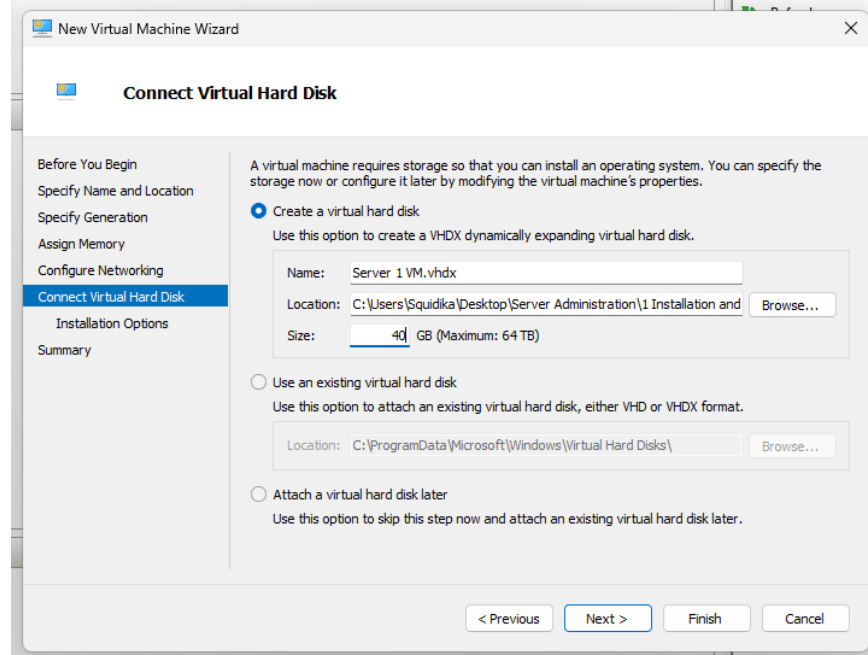 New Virtual Machine Wizard
Connect Virtual Hard Disk
Before You Begin
Specify Name and Location
Specify Generation
Assign Memory
Configure Networking
Connect Virtual Hard Disk
Installation Options
Summary
A virtual machine requires storage so that you can install an operating system. You can specify the
storage now or configure it later by modifying the virtual machine's properties.
Create a virtual hard disk
Use this option to create a VHDX dynamically expanding virtual hard disk.
Name: Server 1 VM.vhdx
Location: C:\Users\Squidika\Desktop\Server Administration\1 Installation and Browse...
Size: 40 GB (Maximum: 64 TB)
Use an existing virtual hard disk
Use this option to attach an existing virtual hard disk, either VHD or VHDX format.
Location: C:\ProgramData\Microsoft\Windows\Virtual Hard Disks\ Browse...
Attach a virtual hard disk later
Use this option to skip this step now and attach an existing virtual hard disk later.
< Previous Next > Finish Cancel